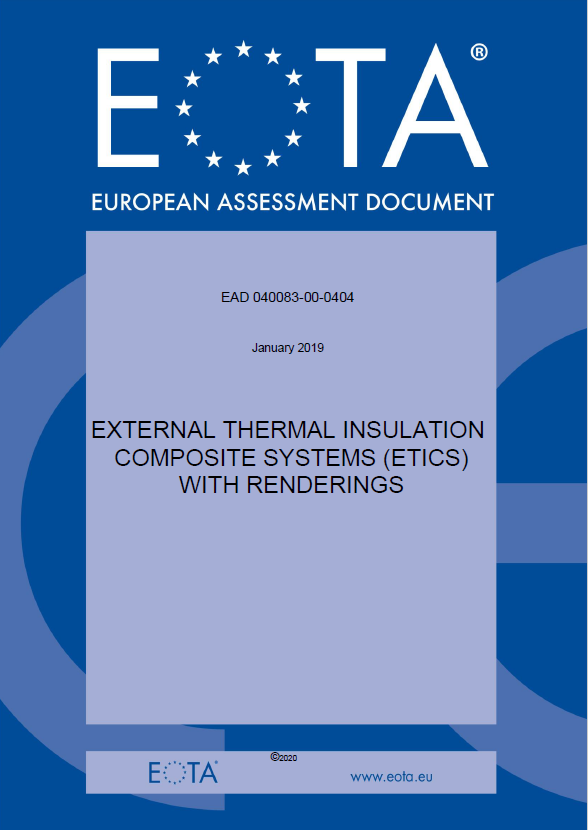 EOTA®
EUROPEAN ASSESSMENT DOCUMENT
EAD 040083-00-0404
January 2019
EXTERNAL THERMAL INSULATION
COMPOSITE SYSTEMS (ETICS)
WITH RENDERINGS
©2020
EOTA®
www.eota.eu